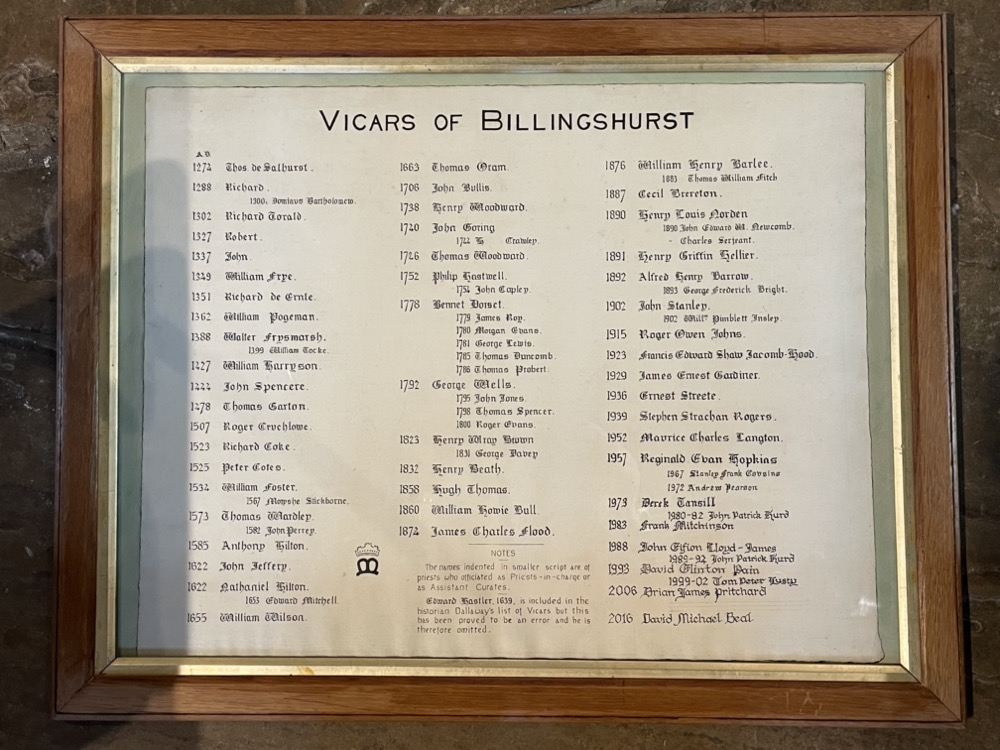 VICARS OF BILLINGSHURST
A.D.
1274 Thos. de Salhurst.
1288 Richard.
1300. Dominus Bartholomew.
1302 Richard Torald.
1327 Robert.
1337 John.
1349 William Frye.
1351 Richard de Ernle.
1362 William Pogeman.
1388 Walter Frysmarsh.
1399 William Tocke.
1427 William Harryson.
1444 John Spencere.
1478 Thomas Garton.
1507 Roger Cruchlowe.
1523 Richard Coke.
1525 Peter Cotes.
1534 William Foster.
1567 Moyshe Stickborne.
1573 Thomas Wardley.
1582 John Perrey.
1585 Anthony Hilton.
1622 John Jeffery.
1622 Nathaniel Hilton.
1653 Edward Mitchell.
1655 William Wilson.
1663 Thomas Oram.
1706 John Bullis.
1738 Henry Woodward.
1740 John Goring
1744 H Crawley.
1746 Thomas Woodward.
1752 Philip Hastwell.
1754 John Copley.
1778 Bennet Dorset.
1779 James Roy.
1780 Morgan Evans.
1781 George Lewis.
1785 Thomas Duncomb.
1786 Thomas Probert.
1792 George Wells.
1795 John Jones.
1798 Thomas Spencer.
1800 Roger Evans.
1823 Henry Wray Brown
1831 George Davey
1832 Henry Beath.
1858 Hugh Thomas.
1860 William Howie Bull.
1874 James Charles Flood.
NOTES
The names indented in smaller script are of
priests who officiated as Priests-in-charge or
as Assistant Curates.
Edward Hastler, 1639, is included in the
historian Dallaway's list of Vicars but this
has been proved to be an error and he is
therefore omitted.
1876 William Henry Barlee.
1883 Thomas William Fitch
1887 Cecil Brereton.
1890 Henry Louis Norden
1890 John Edward W. Newcomb.
- Charles Serjeant.
1891 Henry Griffin Hellier.
1892 Alfred Henry Barrow.
1893 George Frederick Bright.
1902 John Stanley.
1902 Willm Pimblett Insley.
1915 Roger Owen Johns.
1923 Francis Edward Shaw Jacomb-Hood.
1929 James Ernest Gardiner.
1936 Ernest Streete.
1939 Stephen Strachan Rogers.
1952 Maurice Charles Langton.
1957 Reginald Evan Hopkins
1967 Stanley Frank Cousins
1972 Andrew Pearson
1973 Derek Tansill
1980-82 John Patrick Hurd
1983 Frank Mitchinson
1988 John Eifion Lloyd-James
1989-92 John Patrick Hurd
1993 David Clinton Pain
1999-02 Tom Peter
2006 Brian James Pritchard
2016 David Michael Beal